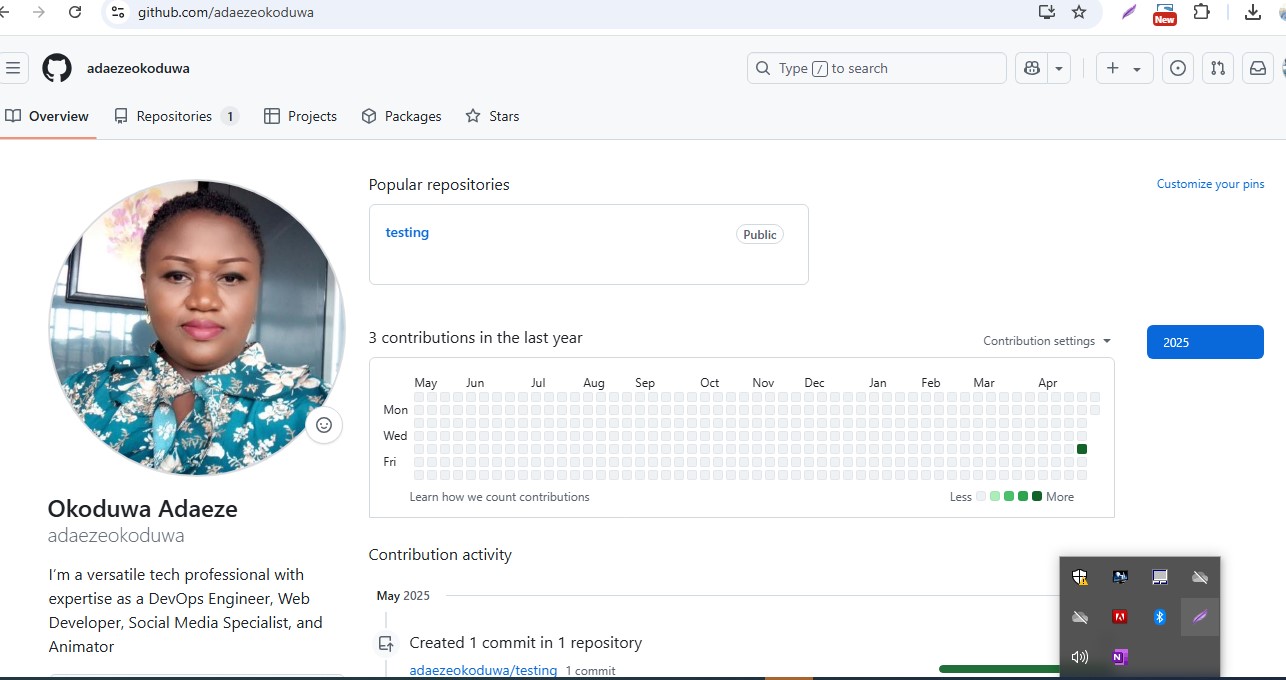 github.com/adaezeokoduwa
New
adaezeokoduwa
Type / to search
Overview
Repositories 1
Projects
Packages
Stars
Popular repositories
Customize your pins
testing
Public
3 contributions in the last year
Contribution settings
2025
May Jun Jul Aug Sep Oct Nov Dec Jan Feb Mar Apr
Mon
Wed
Fri
Learn how we count contributions
Less More
Okoduwa Adaeze
adaezeokoduwa
I'm a versatile tech professional with
expertise as a DevOps Engineer, Web
Developer, Social Media Specialist, and
Animator
Contribution activity
May 2025
Created 1 commit in 1 repository
adaezeokoduwa/testing 1 commit
N